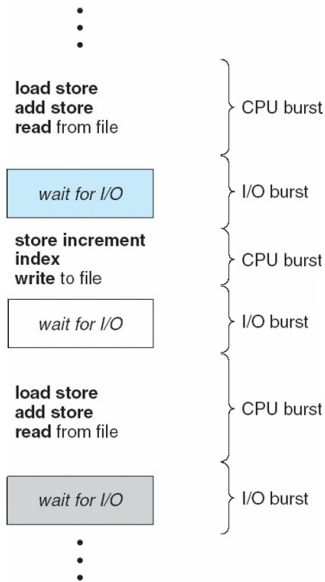 load store
add store
read from file
CPU burst
wait for I/O
I/O burst
store increment
index
write to file
CPU burst
wait for I/O
I/O burst
load store
add store
read from file
CPU burst
wait for I/O
I/O burst